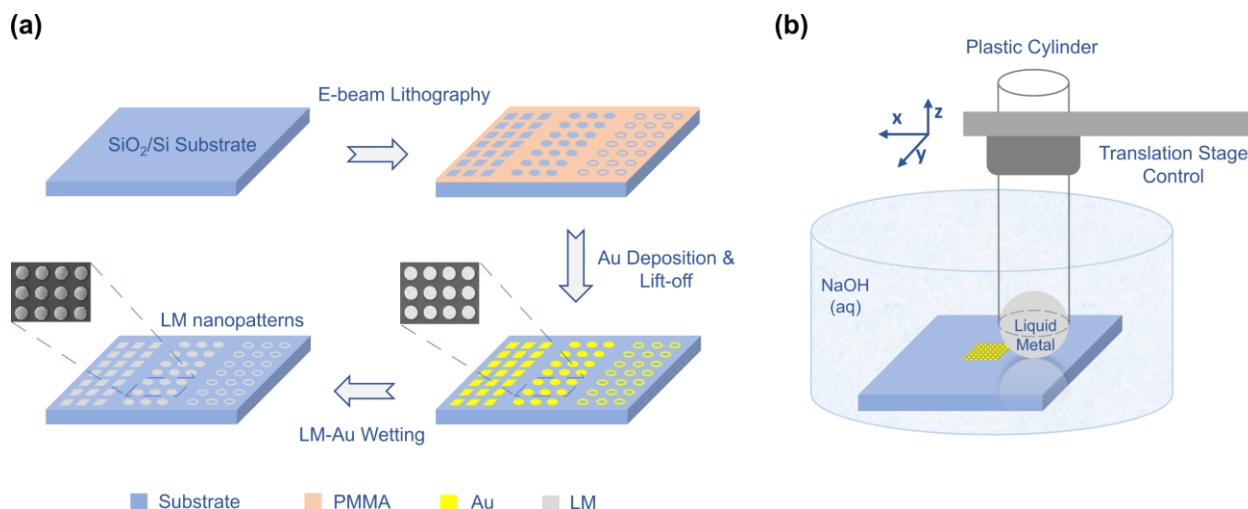 (a)
E-beam Lithography
SiO₂/Si Substrate
Au Deposition &
Lift-off
LM nanopatterns
LM-Au Wetting
Substrate
PMMA
Au
LM
(b)
Plastic Cylinder
z
x
y
Translation Stage
Control
NaOH
(aq)
Liquid
Metal